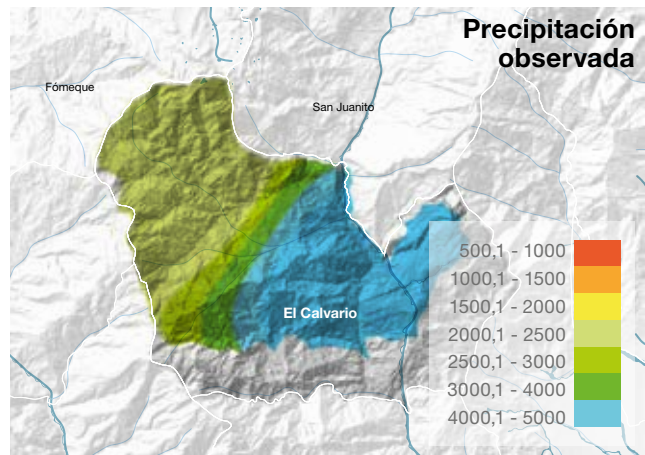 Precipitación
observada
Fómeque
San Juanito
El Calvario
500,1 - 1000
1000,1 - 1500
1500,1 - 2000
2000,1 - 2500
2500,1 - 3000
3000,1 - 4000
4000,1 - 5000